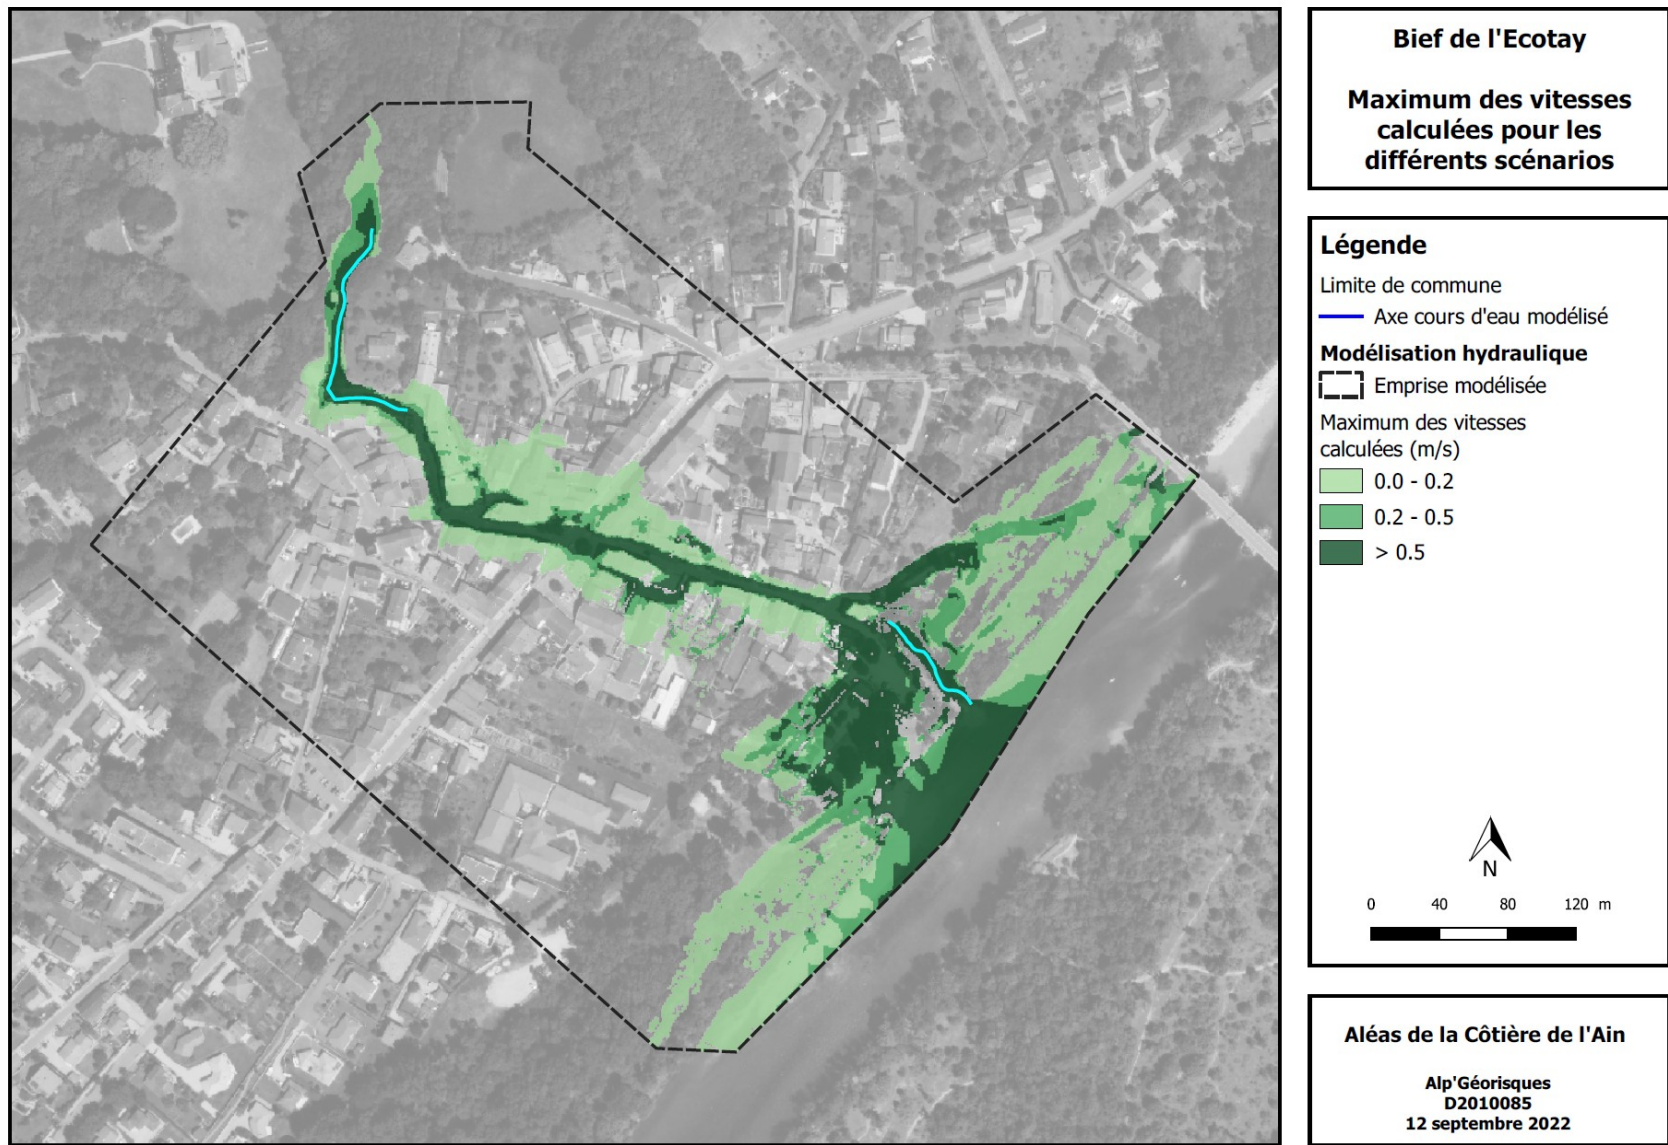 Bief de l'Ecotay
Maximum des vitesses
calculées pour les
différents scénarios
Légende
Limite de commune
Axe cours d'eau modélisé
Modélisation hydraulique
Emprise modélisée
Maximum des vitesses
calculées (m/s)
0.0 - 0.2
0.2 - 0.5
> 0.5
N
0 40 80 120 m
Aléas de la Côtière de l'Ain
Alp'Géorisques
D2010085
12 septembre 2022